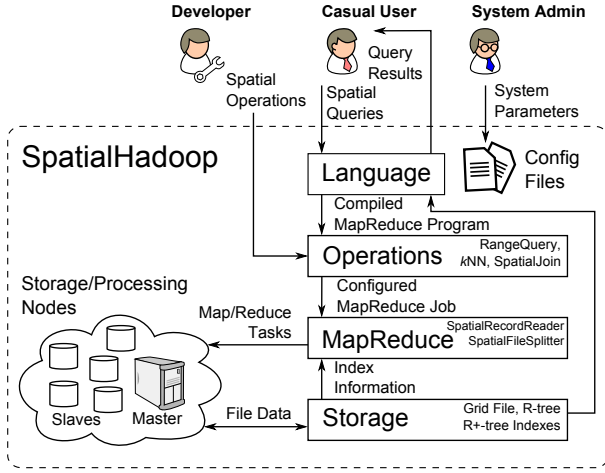 Developer
Casual User
System Admin
Spatial
Operations
Query
Results
Spatial
Queries
System
Parameters
SpatialHadoop
Language
Config
Files
Compiled
MapReduce Program
Operations
RangeQuery,
kNN, SpatialJoin
Storage/Processing
Nodes
Configured
MapReduce Job
Map/Reduce
Tasks
MapReduce
SpatialRecordReader
SpatialFileSplitter
Index
Information
Slaves
Master
File Data
Storage
Grid File, R-tree
R+-tree Indexes